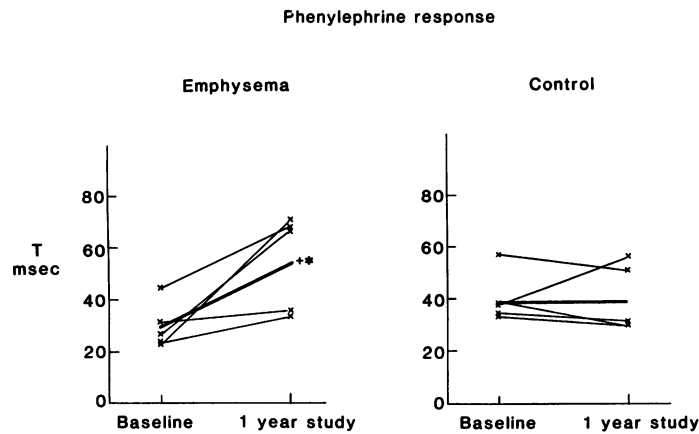 Phenylephrine response
Emphysema
Control
80
60
40
20
0
T
msec
+*
Baseline
1 year study
80
60
40
20
0
Baseline
1 year study